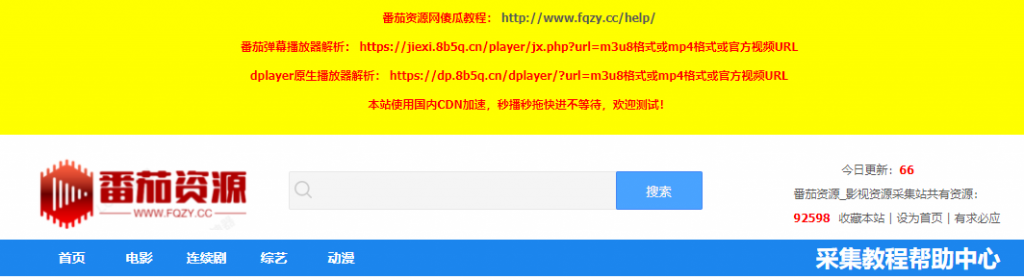 番茄资源网傻瓜教程： http://www.fqzy.cc/help/
番茄弹幕播放器解析： https://jiexi.8b5q.cn/player/jx.php?url=m3u8格式或mp4格式或官方视频URL
dplayer原生播放器解析： https://dp.8b5q.cn/dplayer/?url=m3u8格式或mp4格式或官方视频URL
本站使用国内CDN加速，秒播秒拖快进不等待，欢迎测试！
番茄资源
WWW.FQZY.CC
搜索
今日更新：66
番茄资源_影视资源采集站共有资源：
92598 收藏本站 | 设为首页 | 有求必应
首页 电影 连续剧 综艺 动漫 采集教程帮助中心